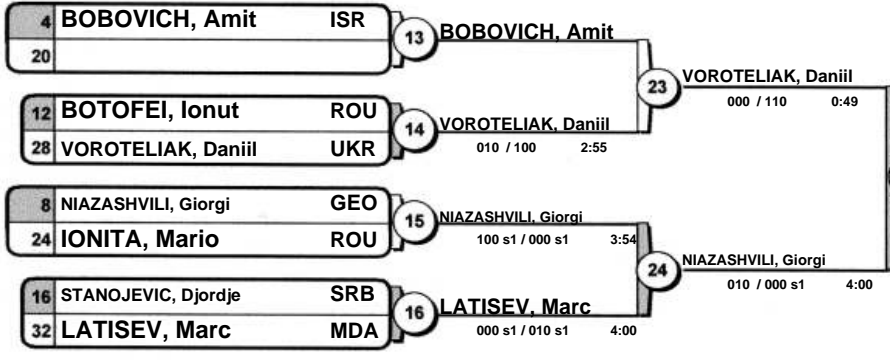 4 BOBOVICH, Amit ISR
20
13 BOBOVICH, Amit
12 BOTOFEI, Ionut ROU
28 VOROTELIAK, Daniil UKR
14 VOROTELIAK, Daniil
010 / 100 2:55
23 VOROTELIAK, Daniil
000 / 110 0:49
8 NIAZASHVILI, Giorgi GEO
24 IONITA, Mario ROU
15 NIAZASHVILI, Giorgi
100 s1 / 000 s1 3:54
16 STANOJEVIC, Djordje SRB
32 LATISEV, Marc MDA
16 LATISEV, Marc
000 s1 / 010 s1 4:00
24 NIAZASHVILI, Giorgi
010 / 000 s1 4:00